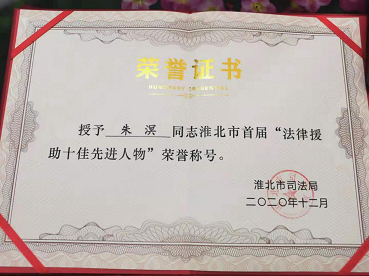 荣誉证书
授予 朱溟 同志淮北市首届“法律援
助十佳先进人物”荣誉称号。
淮北市司法局
二〇二〇年十二月